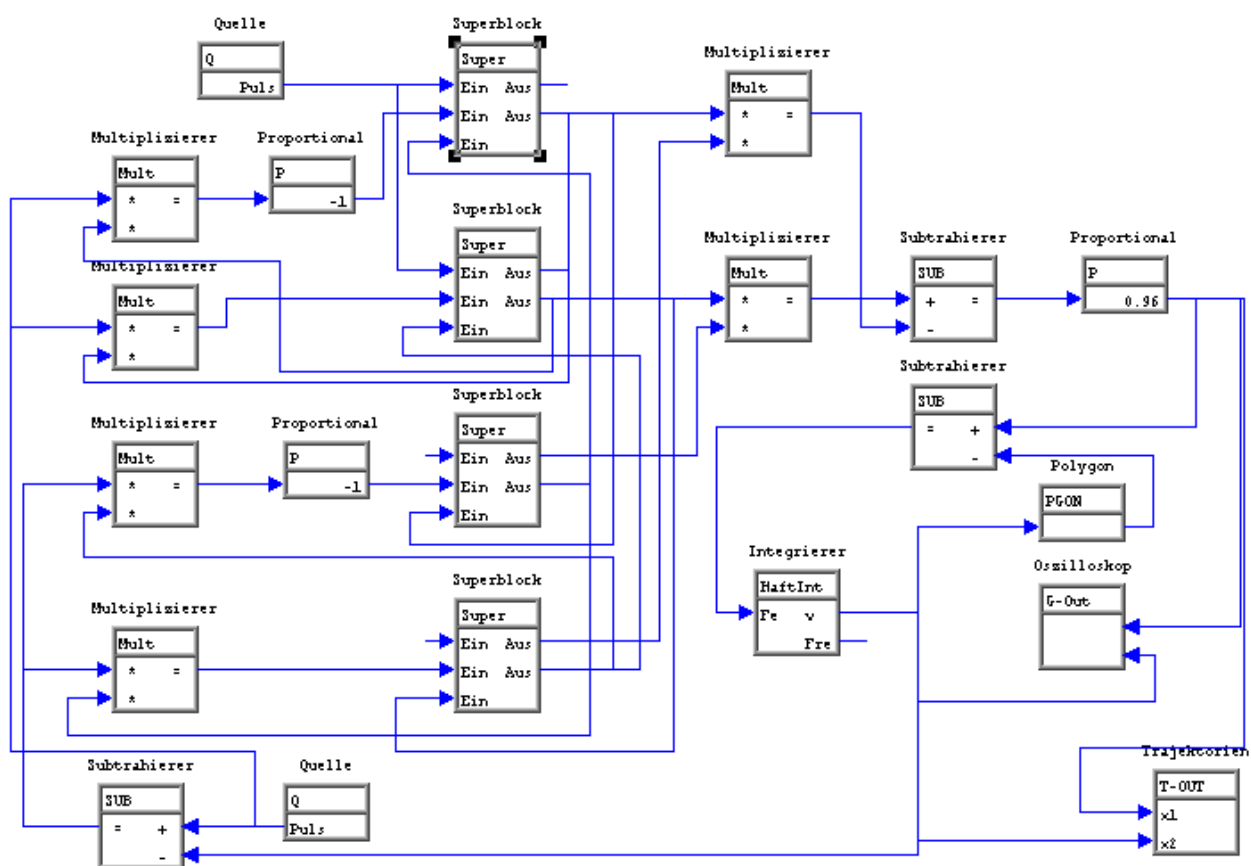 Quelle
Q
Puls
Superblock
Super
Ein Aus
Ein Aus
Ein
Multiplizierer
Mult
* =
*
Multiplizierer
Mult
* =
*
Proportional
P
-1
Multiplizierer
Mult
* =
*
Superblock
Super
Ein Aus
Ein Aus
Ein
Multiplizierer
Mult
* =
*
Subtrahierer
SUB
+ =
-
Proportional
P
0.96
Multiplizierer
Mult
* =
*
Proportional
P
-1
Superblock
Super
Ein Aus
Ein Aus
Ein
Subtrahierer
SUB
= +
-
Polygon
PGON
Integrierer
HaftInt
Fe v
Fre
Oszilloskop
G-Out
Multiplizierer
Mult
* =
*
Superblock
Super
Ein Aus
Ein Aus
Ein
Subtrahierer
SUB
= +
-
Quelle
Q
Puls
Trajektorien
T-OUT
x1
x2